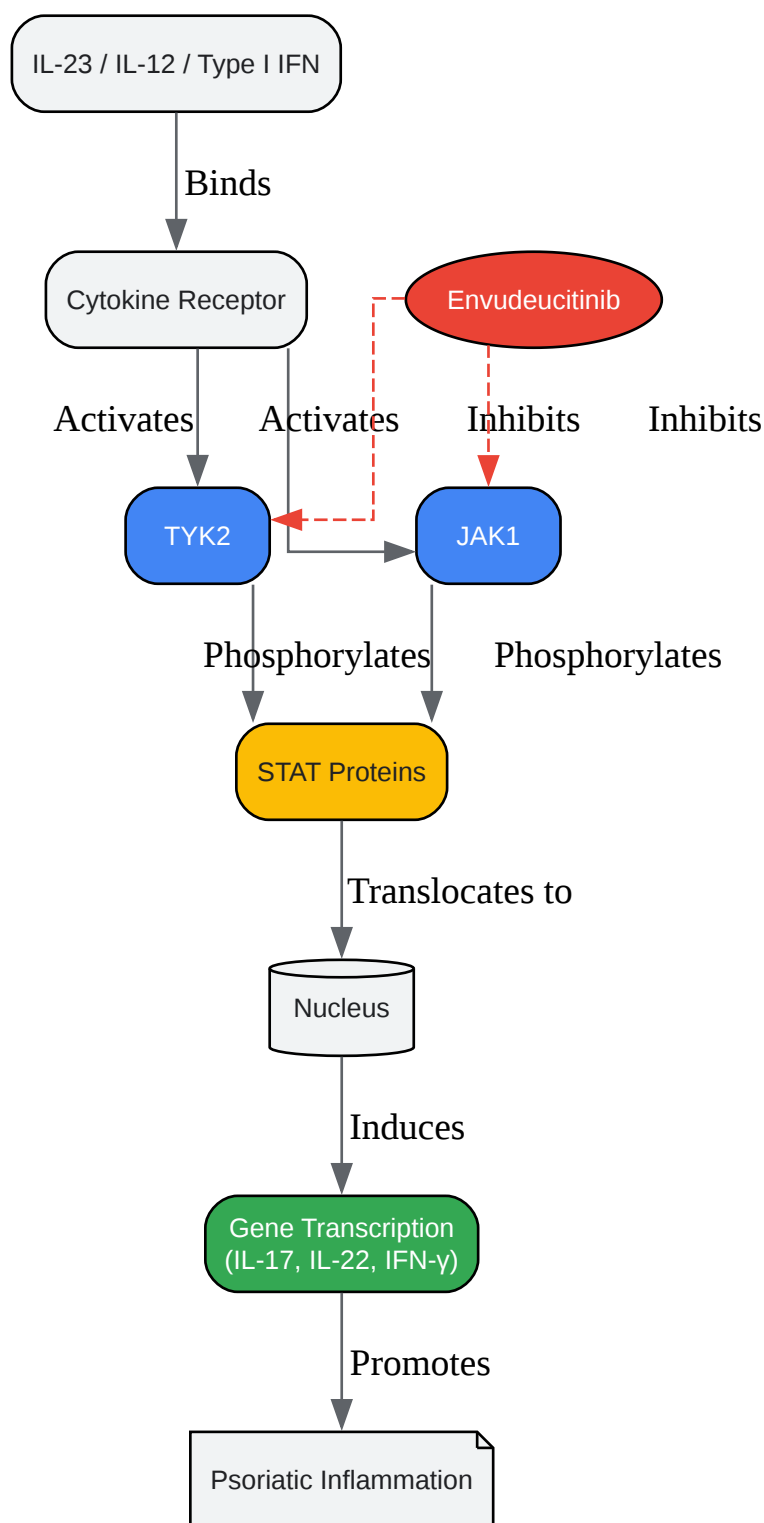 IL-23 / IL-12 / Type I IFN
Binds
Cytokine Receptor
Envudeucitinib
Activates
Activates
Inhibits
Inhibits
TYK2
JAK1
Phosphorylates
Phosphorylates
STAT Proteins
Translocates to
Nucleus
Induces
Gene Transcription
(IL-17, IL-22, IFN-γ)
Promotes
Psoriatic Inflammation